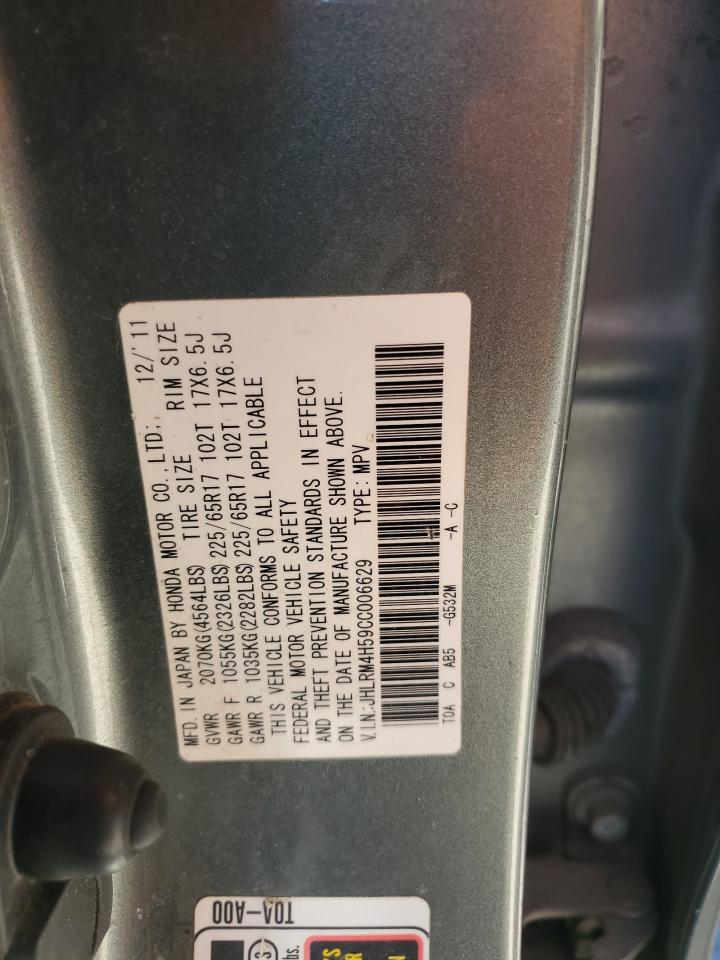 MFD. IN JAPAN BY HONDA MOTOR CO., LTD; 12/'11
GVWR 2070KG(4564LBS) TIRE SIZE RIM SIZE
GAWR F 1055KG(2326LBS) 225/65R17 102T 17X6.5J
GAWR R 1035KG(2282LBS) 225/65R17 102T 17X6.5J
THIS VEHICLE CONFORMS TO ALL APPLICABLE
FEDERAL MOTOR VEHICLE SAFETY
AND THEFT PREVENTION STANDARDS IN EFFECT
ON THE DATE OF MANUFACTURE SHOWN ABOVE.
V.I.N.:JHLRM4H59CC006629 TYPE: MPV
T0A C AB5 -G532M -A -C
T0A-A00